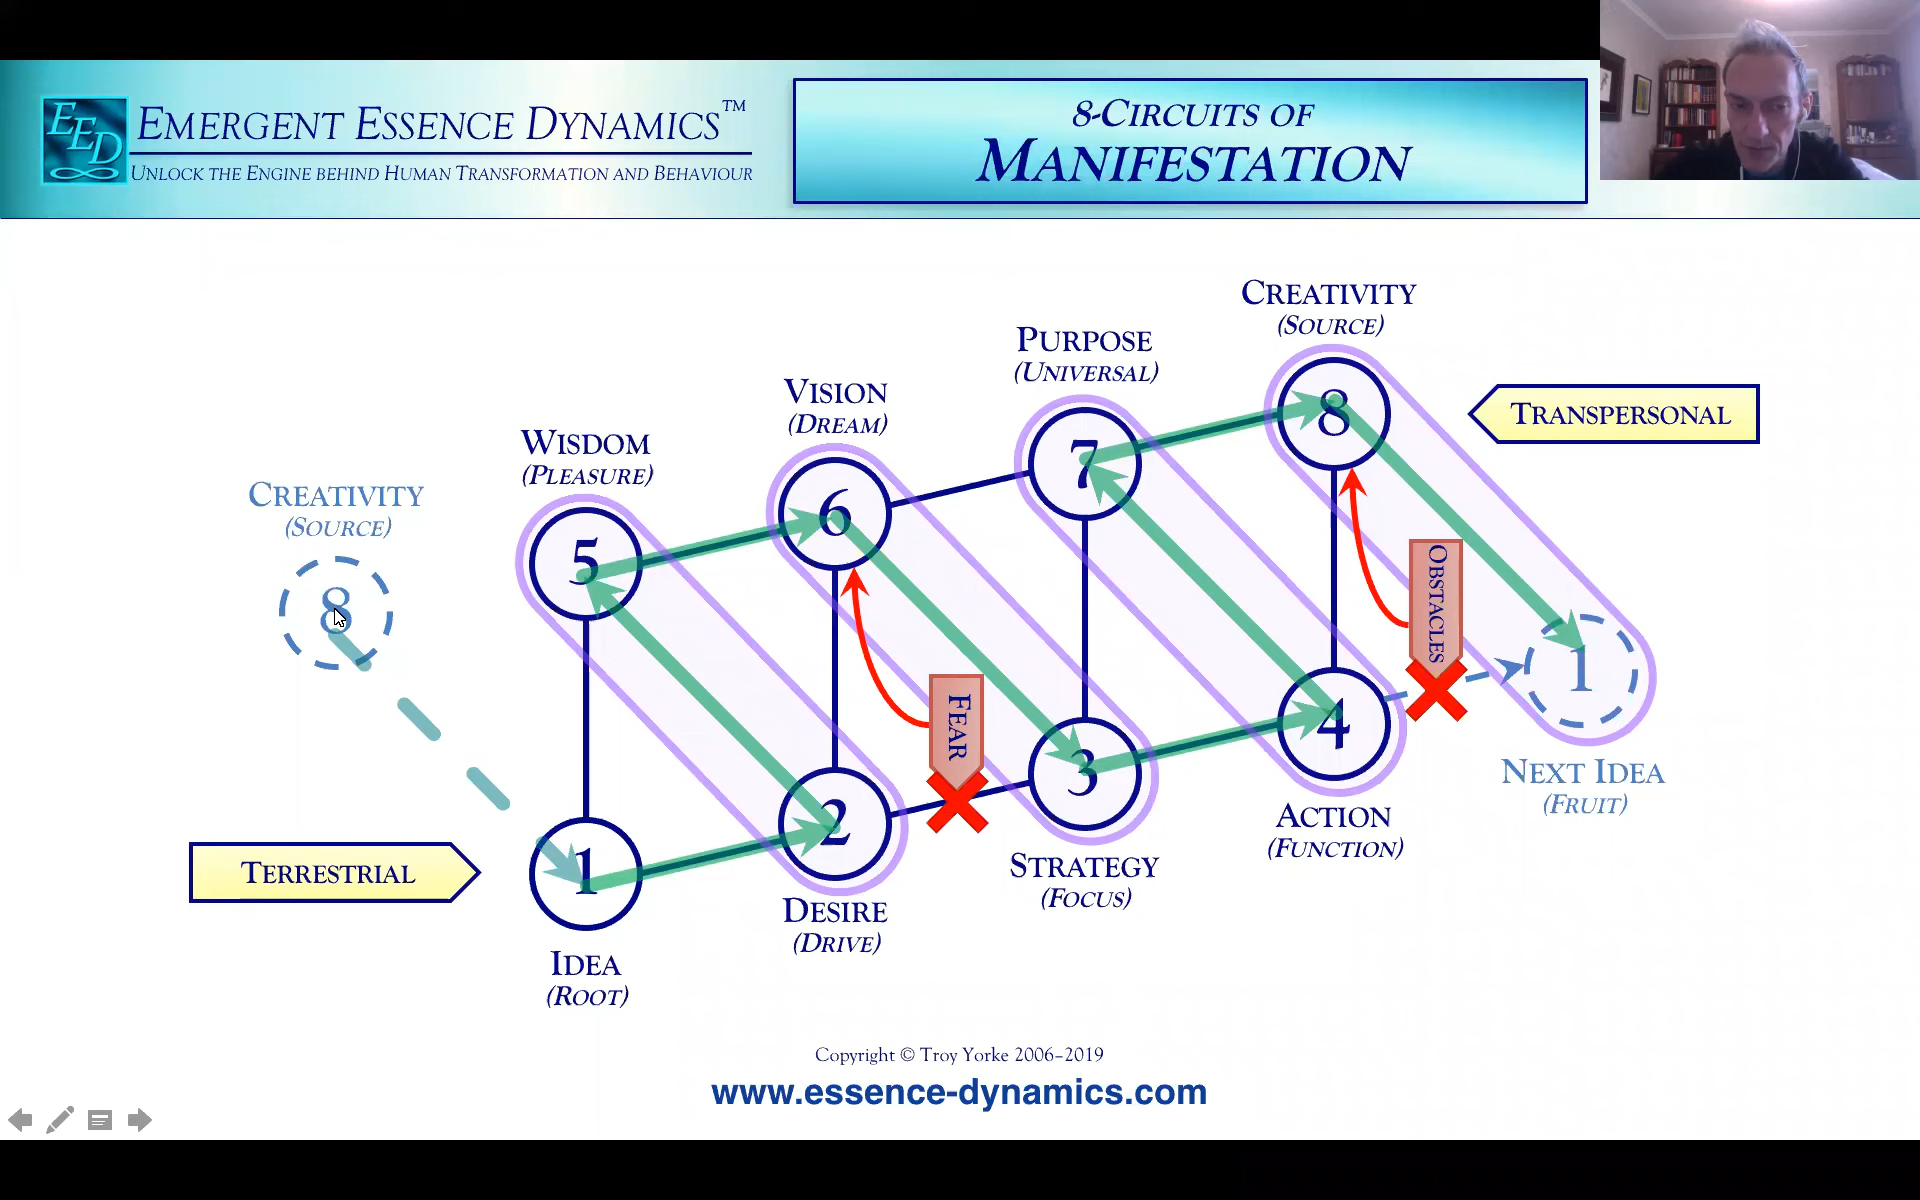 EED
EMERGENT ESSENCE DYNAMICS™
UNLOCK THE ENGINE BEHIND HUMAN TRANSFORMATION AND BEHAVIOUR
8-CIRCUITS OF
MANIFESTATION
CREATIVITY
(SOURCE)
PURPOSE
(UNIVERSAL)
VISION
(DREAM)
WISDOM
(PLEASURE)
CREATIVITY
(SOURCE)
8
7
6
5
8
TRANSPERSONAL
OBSTACLES
FEAR
TERRESTRIAL
1
2
3
4
1
NEXT IDEA
(FRUIT)
ACTION
(FUNCTION)
STRATEGY
(FOCUS)
DESIRE
(DRIVE)
IDEA
(ROOT)
Copyright © Troy Yorke 2006–2019
www.essence-dynamics.com